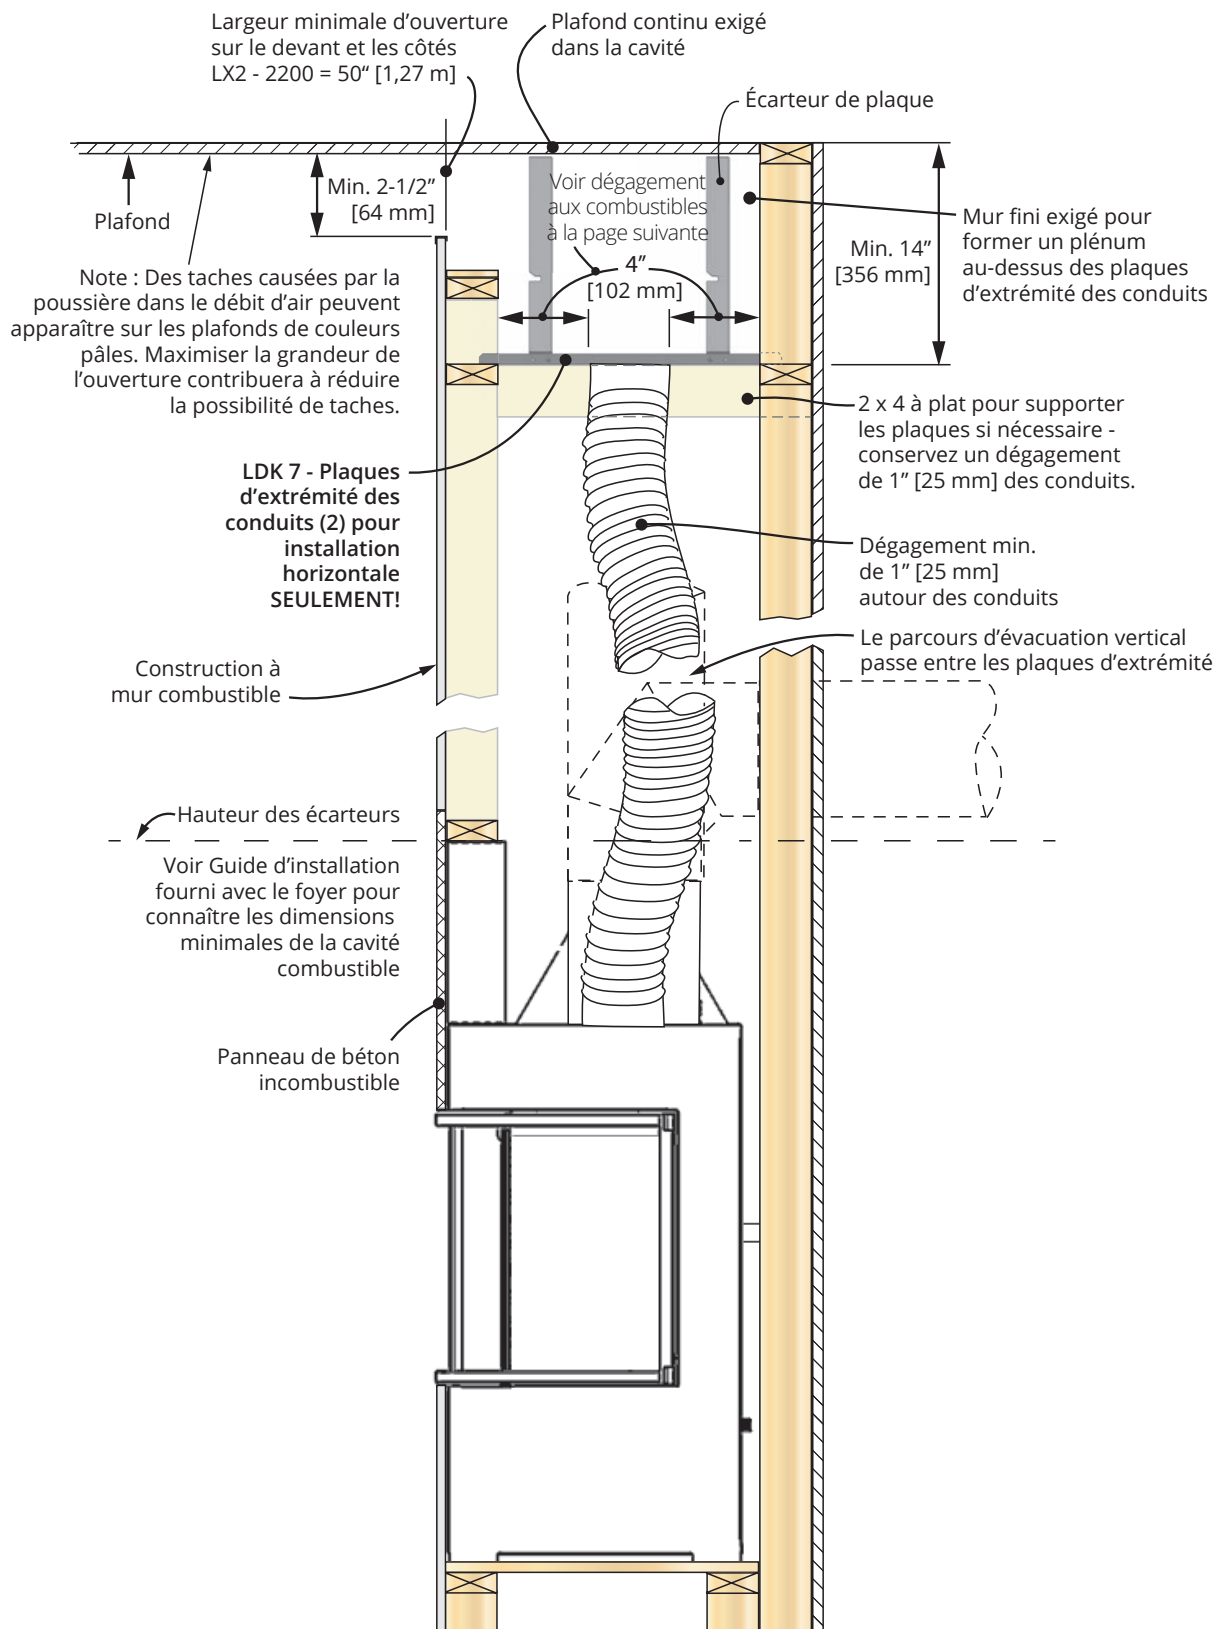 Largeur minimale d’ouverture
sur le devant et les côtés
LX2 - 2200 = 50“ [1,27 m]
Plafond continu exigé
dans la cavité
Écarteur de plaque
Plafond
Min. 2-1/2”
[64 mm]
Voir dégagement
aux combustibles
à la page suivante
4”
[102 mm]
Min. 14”
[356 mm]
Mur fini exigé pour
former un plénum
au-dessus des plaques
d’extrémité des conduits
Note : Des taches causées par la
poussière dans le débit d’air peuvent
apparaître sur les plafonds de couleurs
pâles. Maximiser la grandeur de
l’ouverture contribuera à réduire
la possibilité de taches.
2 x 4 à plat pour supporter
les plaques si nécessaire -
conservez un dégagement
de 1” [25 mm] des conduits.
LDK 7 - Plaques
d’extrémité des
conduits (2) pour
installation
horizontale
SEULEMENT!
Dégagement min.
de 1” [25 mm]
autour des conduits
Le parcours d’évacuation vertical
passe entre les plaques d’extrémité
Construction à
mur combustible
Hauteur des écarteurs
Voir Guide d’installation
fourni avec le foyer pour
connaître les dimensions
minimales de la cavité
combustible
Panneau de béton
incombustible